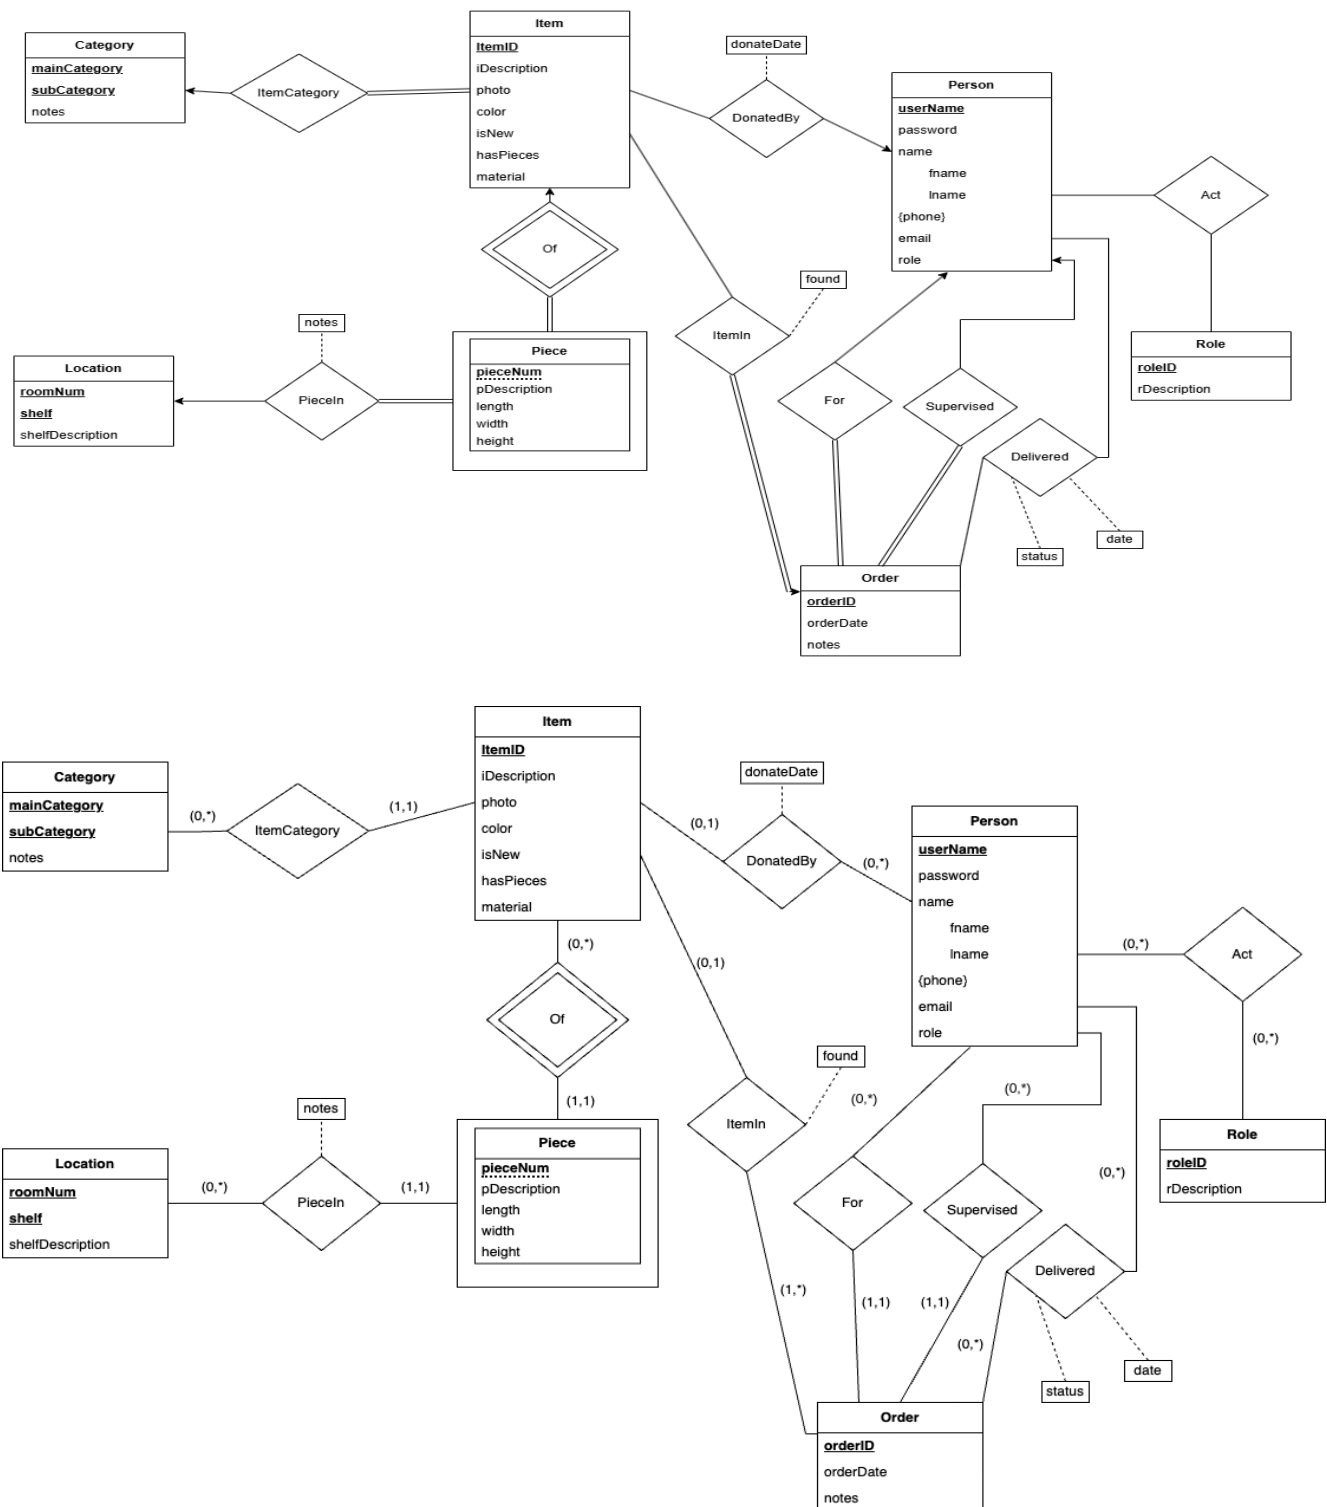 Category
mainCategory
subCategory
notes
ItemCategory
Item
ItemID
iDescription
photo
color
isNew
hasPieces
material
donateDate
DonatedBy
Person
userName
password
name
fname
lname
{phone}
email
role
Act
Role
roleID
rDescription
Of
found
ItemIn
notes
Location
roomNum
shelf
shelfDescription
PieceIn
Piece
pieceNum
pDescription
length
width
height
For
Supervised
Delivered
date
status
Order
orderID
orderDate
notes
Item
ItemID
iDescription
photo
color
isNew
hasPieces
material
Category
mainCategory
subCategory
notes
(0,*)
ItemCategory
(1,1)
donateDate
(0,1)
DonatedBy
(0,*)
Person
userName
password
name
fname
lname
{phone}
email
role
(0,*)
Act
(0,*)
Role
roleID
rDescription
(0,*)
Of
(1,1)
(0,1)
found
ItemIn
(1,*)
notes
Location
roomNum
shelf
shelfDescription
(0,*)
PieceIn
(1,1)
Piece
pieceNum
pDescription
length
width
height
(0,*)
For
(1,1)
(0,*)
Supervised
(1,1)
(0,*)
Delivered
(0,*)
date
status
Order
orderID
orderDate
notes